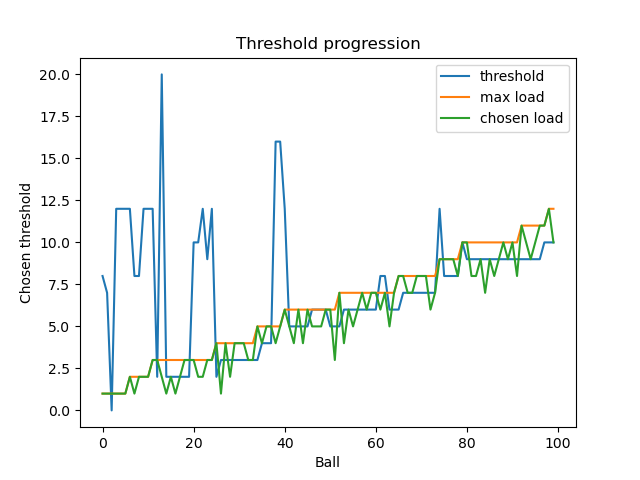 Threshold progression
threshold
max load
chosen load
20.0
17.5
15.0
12.5
10.0
7.5
5.0
2.5
0.0
Chosen threshold
0 20 40 60 80 100
Ball